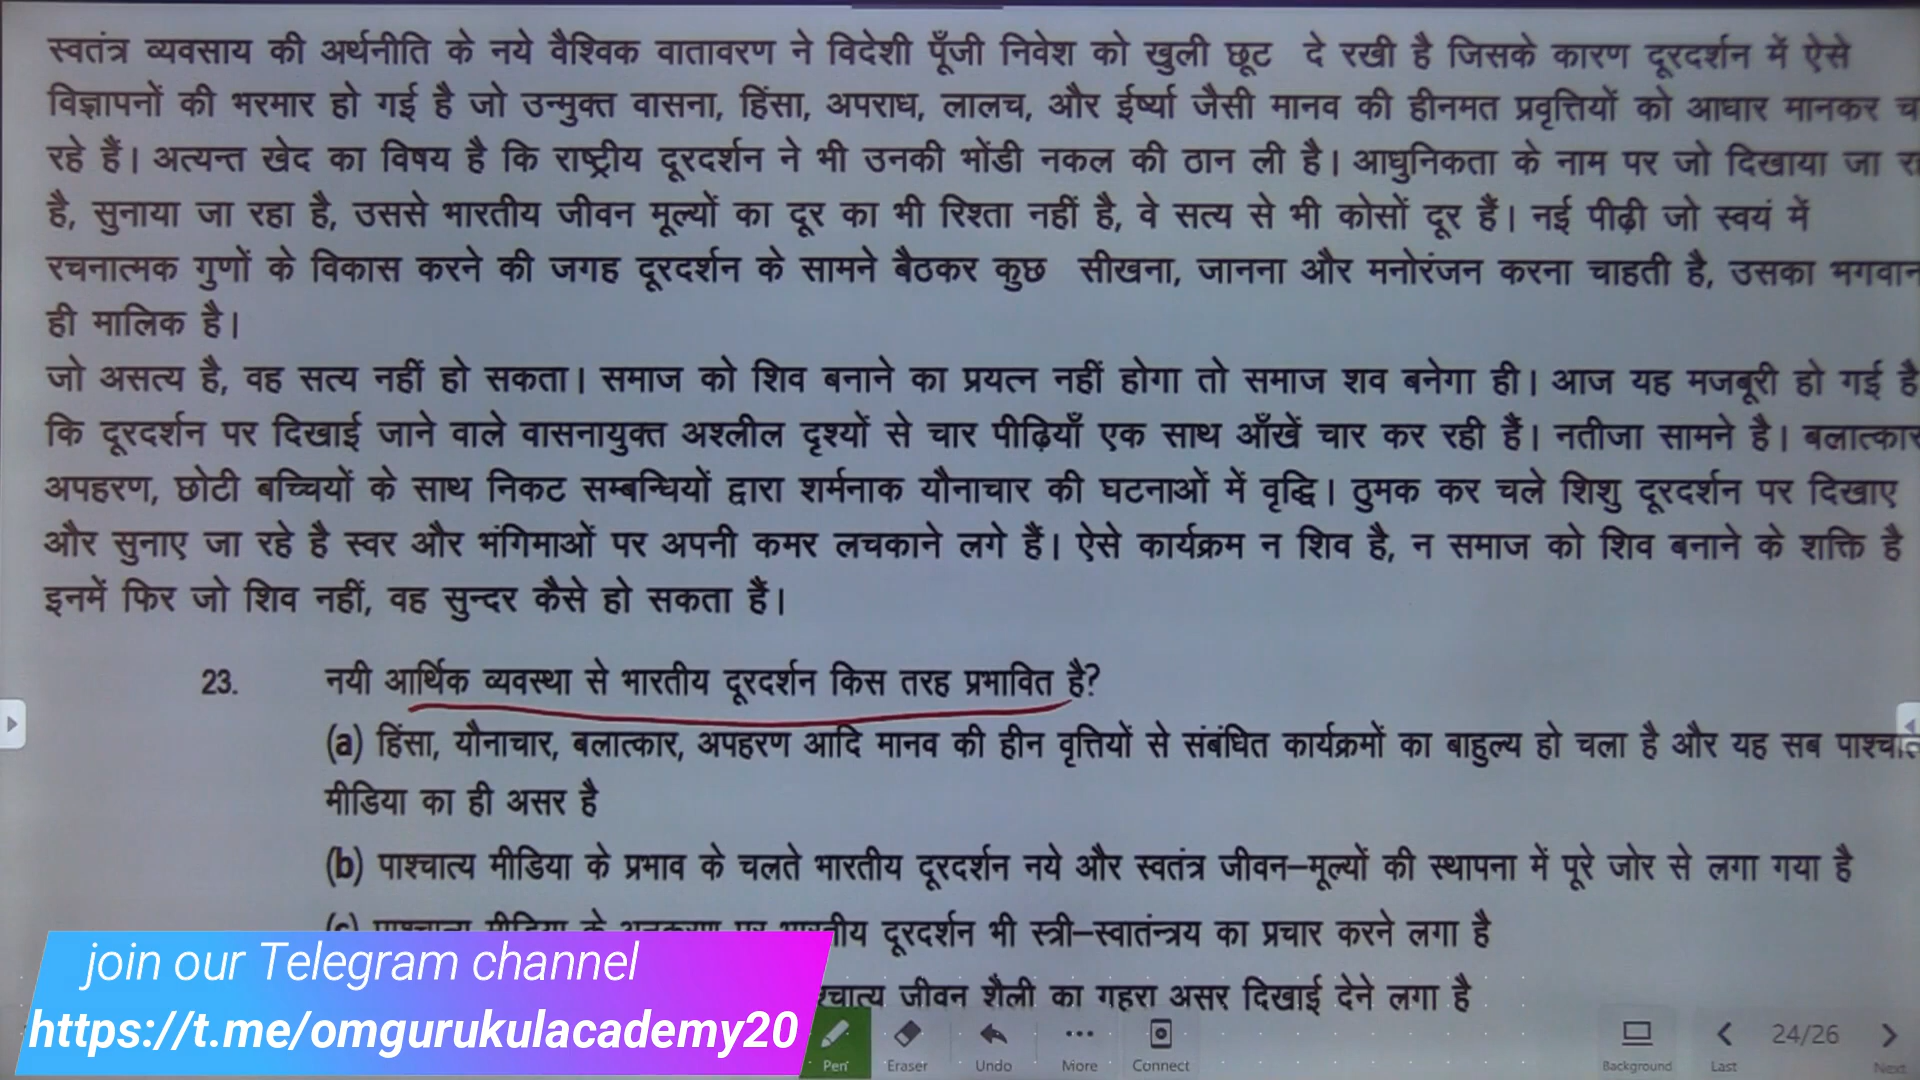 स्वतंत्र व्यवसाय की अर्थनीति के नये वैश्विक वातावरण ने विदेशी पूँजी निवेश को खुली छूट दे रखी है जिसके कारण दूरदर्शन में ऐसे
विज्ञापनों की भरमार हो गई है जो उन्मुक्त वासना, हिंसा, अपराध, लालच, और ईर्ष्या जैसी मानव की हीनमत प्रवृत्तियों को आधार मानकर
रहे हैं। अत्यन्त खेद का विषय है कि राष्ट्रीय दूरदर्शन ने भी उनकी भोंडी नकल की ठान ली है। आधुनिकता के नाम पर जो दिखाया जा
है, सुनाया जा रहा है, उससे भारतीय जीवन मूल्यों का दूर का भी रिश्ता नहीं है, वे सत्य से भी कोसों दूर हैं। नई पीढ़ी जो स्वयं में
रचनात्मक गुणों के विकास करने की जगह दूरदर्शन के सामने बैठकर कुछ सीखना, जानना और मनोरंजन करना चाहती है, उसका भगवान
ही मालिक है।
जो असत्य है, वह सत्य नहीं हो सकता। समाज को शिव बनाने का प्रयत्न नहीं होगा तो समाज शव बनेगा ही। आज यह मजबूरी हो गई है
कि दूरदर्शन पर दिखाई जाने वाले वासनायुक्त अश्लील दृश्यों से चार पीढ़ियाँ एक साथ आँखें चार कर रही हैं। नतीजा सामने है। बलात्कार
अपहरण, छोटी बच्चियों के साथ निकट सम्बन्धियों द्वारा शर्मनाक यौनाचार की घटनाओं में वृद्धि। ठुमक कर चले शिशु दूरदर्शन पर दिखाए
और सुनाए जा रहे है स्वर और भंगिमाओं पर अपनी कमर लचकाने लगे हैं। ऐसे कार्यक्रम न शिव है, न समाज को शिव बनाने के शक्ति है
इनमें फिर जो शिव नहीं, वह सुन्दर कैसे हो सकता हैं।
23. नयी आर्थिक व्यवस्था से भारतीय दूरदर्शन किस तरह प्रभावित है?
(a) हिंसा, यौनाचार, बलात्कार, अपहरण आदि मानव की हीन वृत्तियों से संबंधित कार्यक्रमों का बाहुल्य हो चला है और यह सब
मीडिया का ही असर है
(b) पाश्चात्य मीडिया के प्रभाव के चलते भारतीय दूरदर्शन नये और स्वतंत्र जीवन–मूल्यों की स्थापना में पूरे जोर से लगा गया है
(c) पाश्चात्य मीडिया के अनुकरण पर भारतीय दूरदर्शन भी स्त्री–स्वातंन्त्रय का प्रचार करने लगा है
जीवन शैली का गहरा असर दिखाई देने लगा है
join our Telegram channel
https://t.me/omgurukulacademy20
Pen Eraser Undo More Connect Background Last 24/26 Next